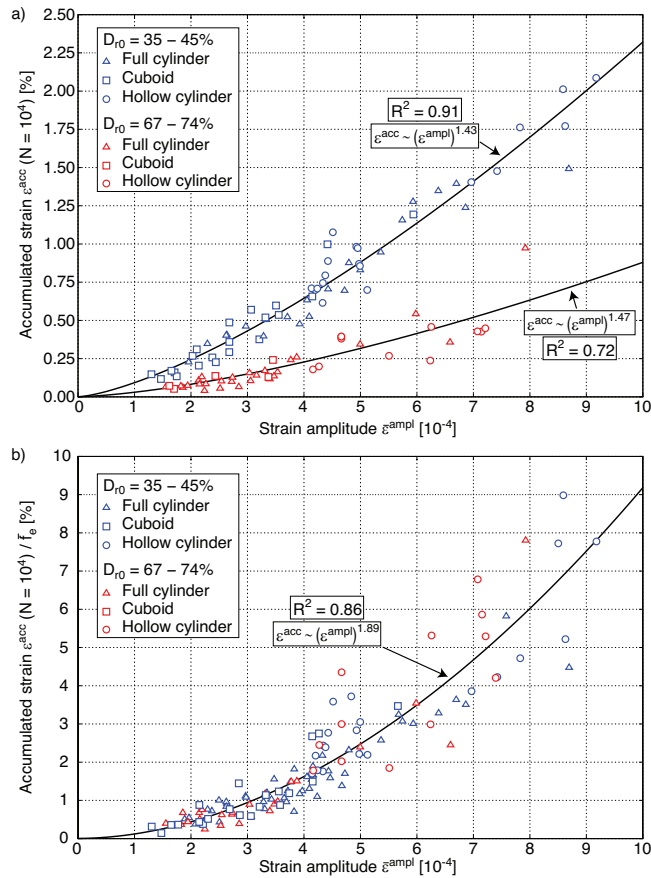 a)
2.50
2.25
2.00
1.75
1.50
1.25
1.00
0.75
0.50
0.25
0.00
Accumulated strain ε^acc (N = 10^4) [%]
D_r0 = 35 – 45%
Full cylinder
Cuboid
Hollow cylinder
D_r0 = 67 – 74%
Full cylinder
Cuboid
Hollow cylinder
R^2 = 0.91
ε^acc ~ (ε^ampl)^1.43
ε^acc ~ (ε^ampl)^1.47
R^2 = 0.72
0 1 2 3 4 5 6 7 8 9 10
Strain amplitude ε̄^ampl [10^-4]
b)
10
9
8
7
6
5
4
3
2
1
0
Accumulated strain ε^acc (N = 10^4) / f̄_e [%]
D_r0 = 35 – 45%
Full cylinder
Cuboid
Hollow cylinder
D_r0 = 67 – 74%
Full cylinder
Cuboid
Hollow cylinder
R^2 = 0.86
ε^acc ~ (ε^ampl)^1.89
0 1 2 3 4 5 6 7 8 9 10
Strain amplitude ε̄^ampl [10^-4]